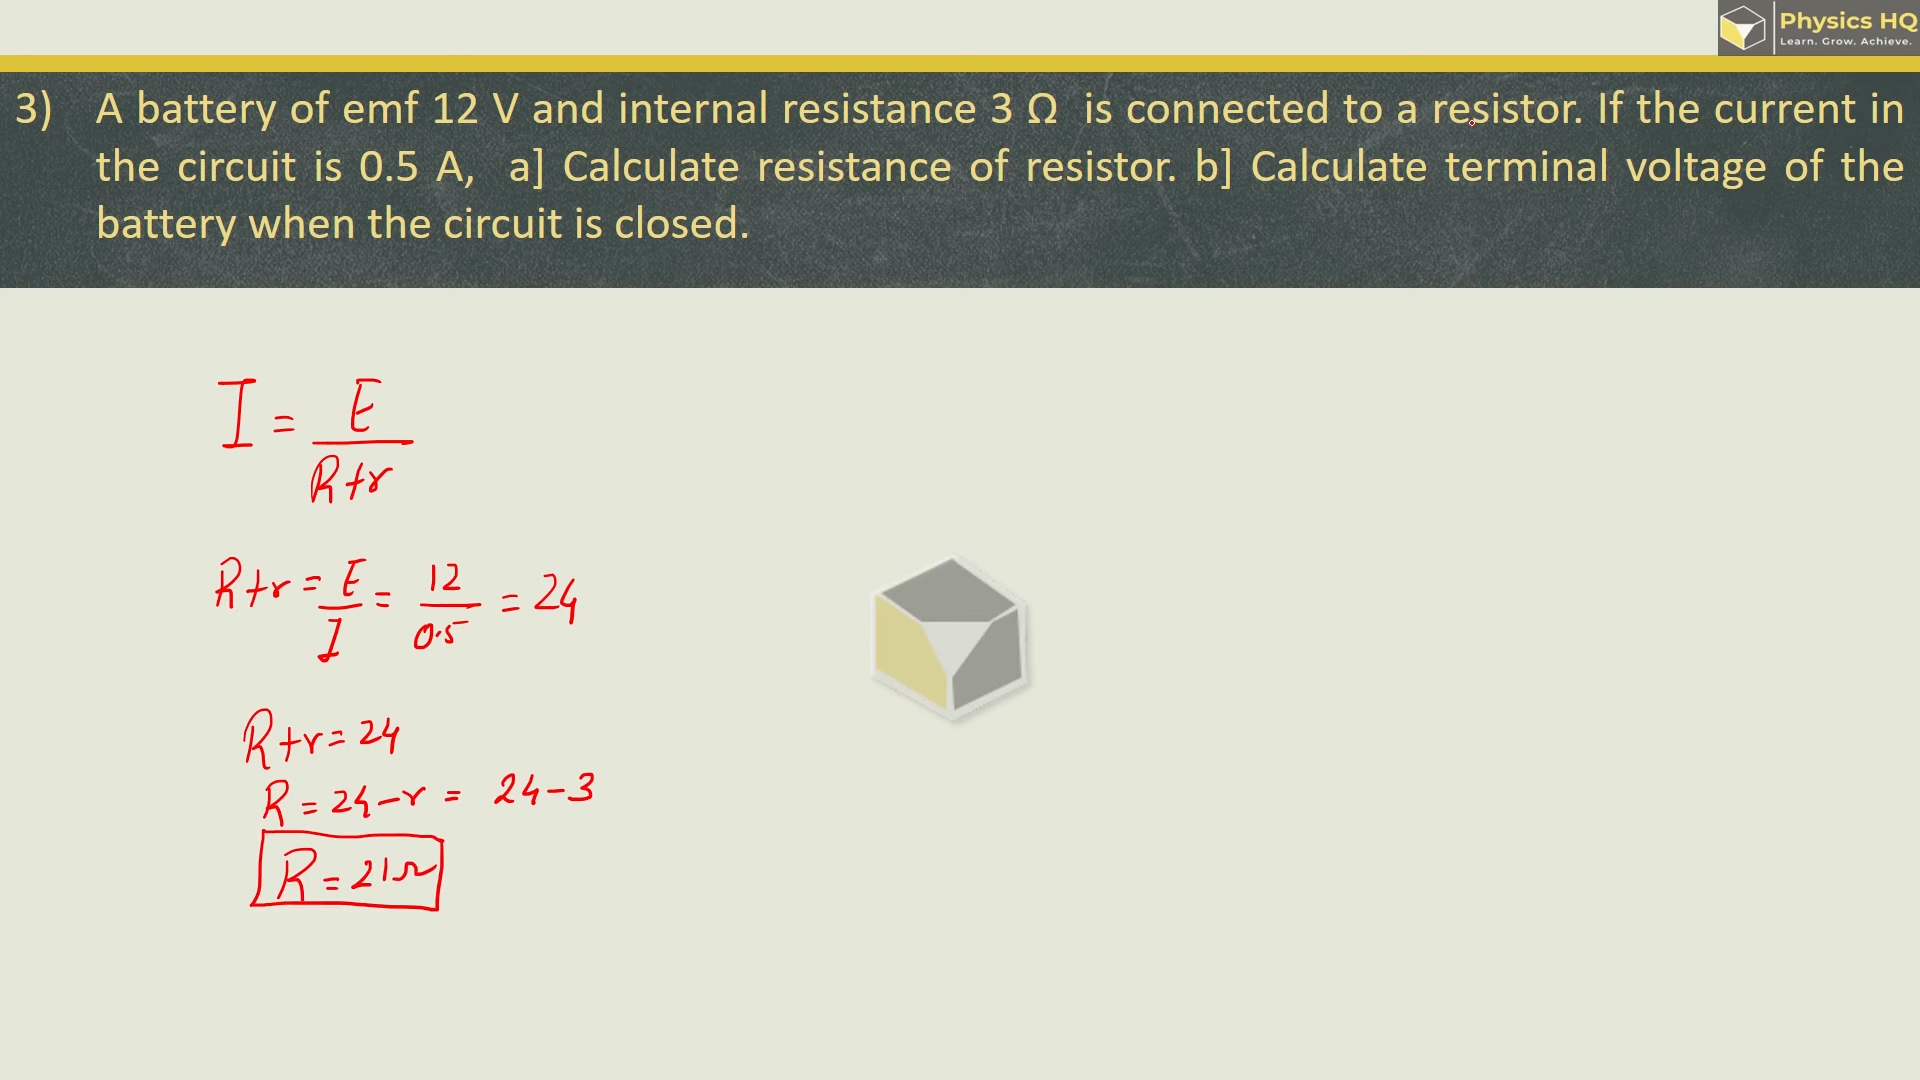 Physics HQ
Learn. Grow. Achieve.
3) A battery of emf 12 V and internal resistance 3 Ω is connected to a resistor. If the current in
the circuit is 0.5 A, a] Calculate resistance of resistor. b] Calculate terminal voltage of the
battery when the circuit is closed.
I = E / R+r
R+r = E / I = 12 / 0.5 = 24
R+r = 24
R = 24-r = 24-3
R = 21Ω